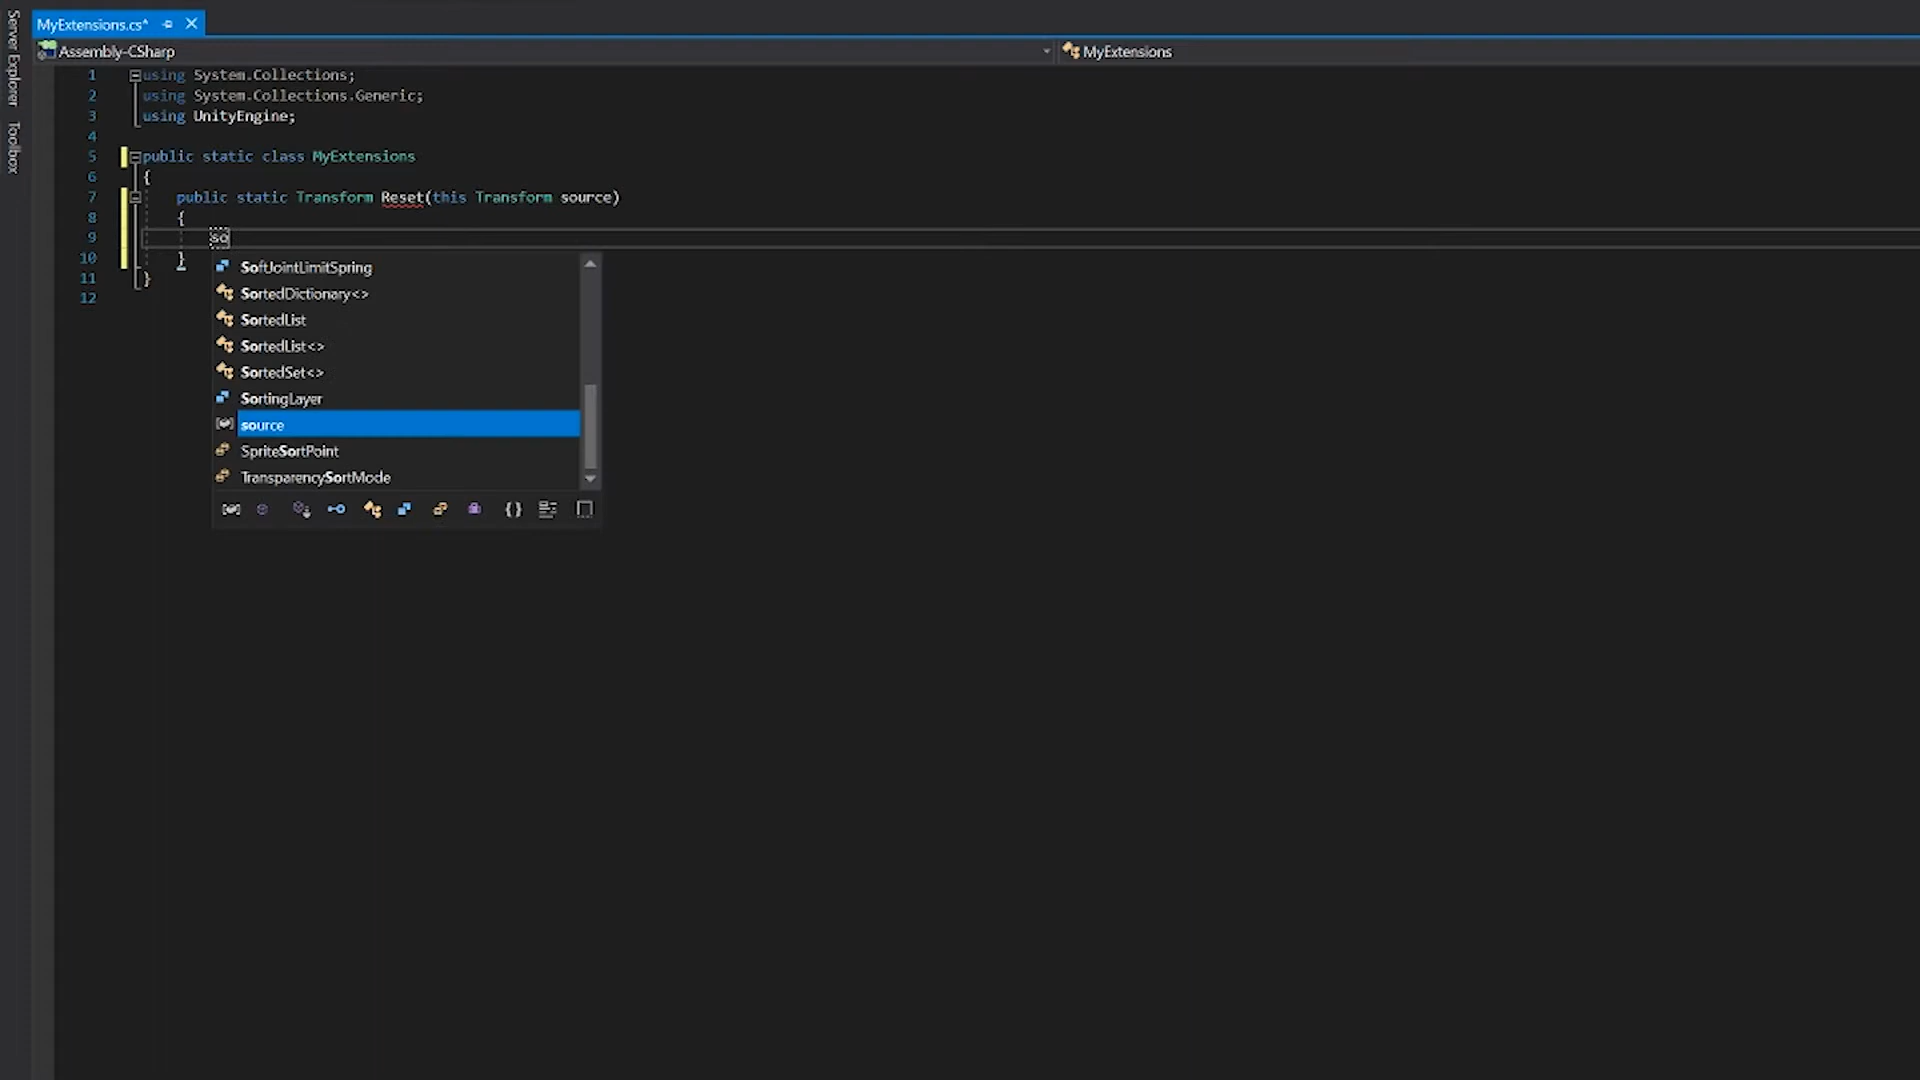 MyExtensions.cs*
Server Explorer
Toolbox
Assembly-CSharp
MyExtensions
1 using System.Collections;
2 using System.Collections.Generic;
3 using UnityEngine;
4
5 public static class MyExtensions
6 {
7 public static Transform Reset(this Transform source)
8 {
9 so
10 }
11 }
12
SoftJointLimitSpring
SortedDictionary<>
SortedList
SortedList<>
SortedSet<>
SortingLayer
source
SpriteSortPoint
TransparencySortMode